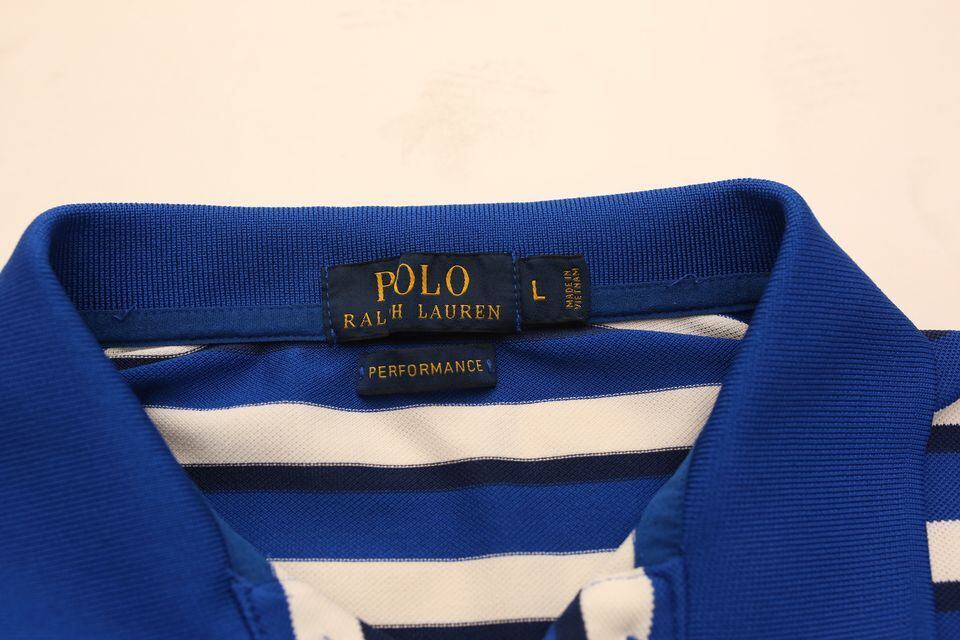 POLO
RALPH LAUREN
L
MADE IN
VIETNAM
PERFORMANCE